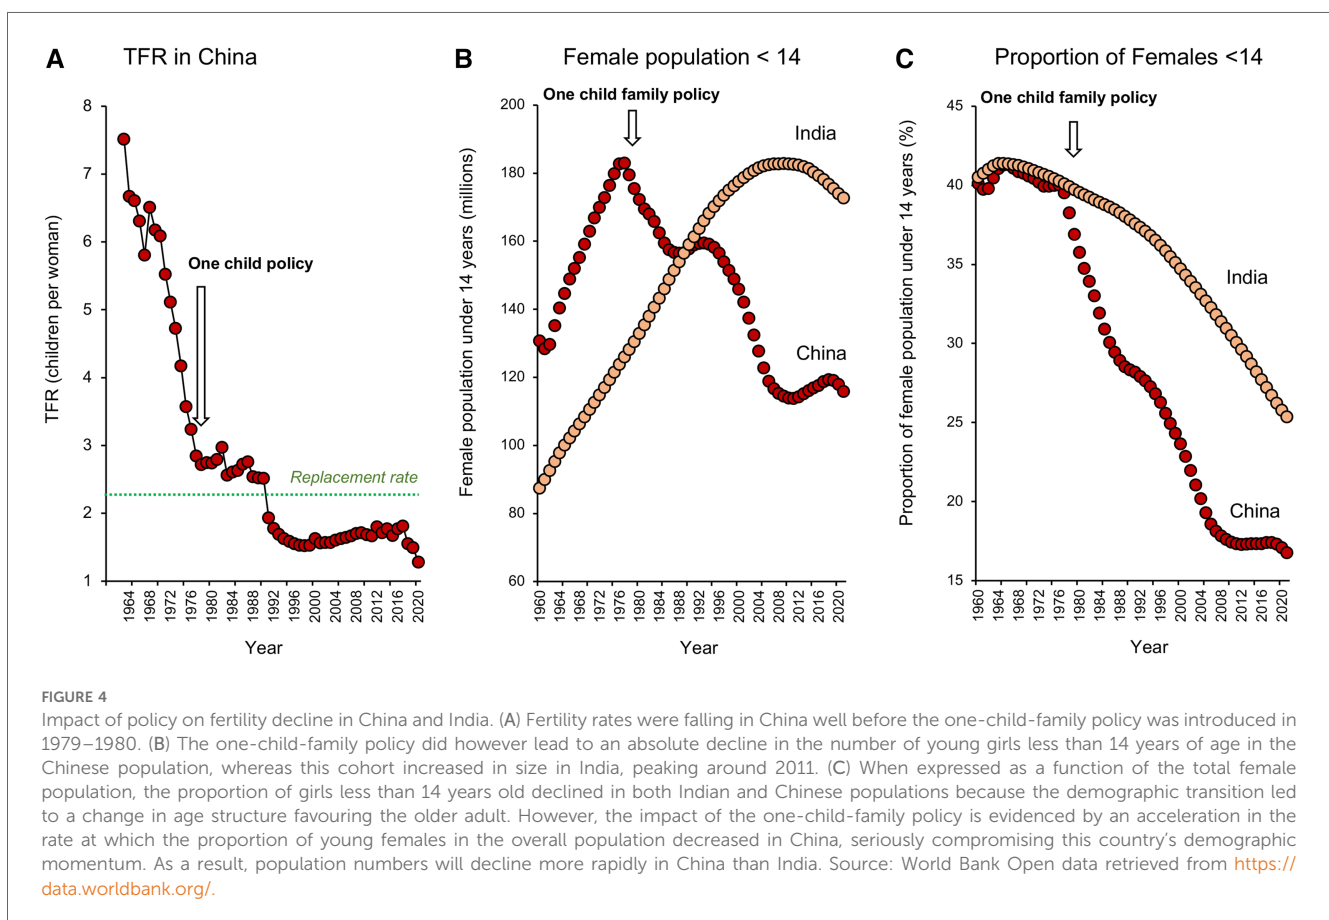 A TFR in China
8
7
6
5
4
3
2
1
TFR (children per woman)
One child policy
Replacement rate
1964 1968 1972 1976 1980 1984 1988 1992 1996 2000 2004 2008 2012 2016 2020
Year
B Female population < 14
One child family policy
200
180
160
140
120
100
80
60
Female population under 14 years (millions)
India
China
1960 1964 1968 1972 1976 1980 1984 1988 1992 1996 2000 2004 2008 2012 2016 2020
Year
C Proportion of Females <14
One child family policy
45
40
35
30
25
20
15
Proportion of female population under 14 years (%)
India
China
1960 1964 1968 1972 1976 1980 1984 1988 1992 1996 2000 2004 2008 2012 2016 2020
Year
FIGURE 4
Impact of policy on fertility decline in China and India. (A) Fertility rates were falling in China well before the one-child-family policy was introduced in
1979–1980. (B) The one-child-family policy did however lead to an absolute decline in the number of young girls less than 14 years of age in the
Chinese population, whereas this cohort increased in size in India, peaking around 2011. (C) When expressed as a function of the total female
population, the proportion of girls less than 14 years old declined in both Indian and Chinese populations because the demographic transition led
to a change in age structure favouring the older adult. However, the impact of the one-child-family policy is evidenced by an acceleration in the
rate at which the proportion of young females in the overall population decreased in China, seriously compromising this country's demographic
momentum. As a result, population numbers will decline more rapidly in China than India. Source: World Bank Open data retrieved from https://
data.worldbank.org/.